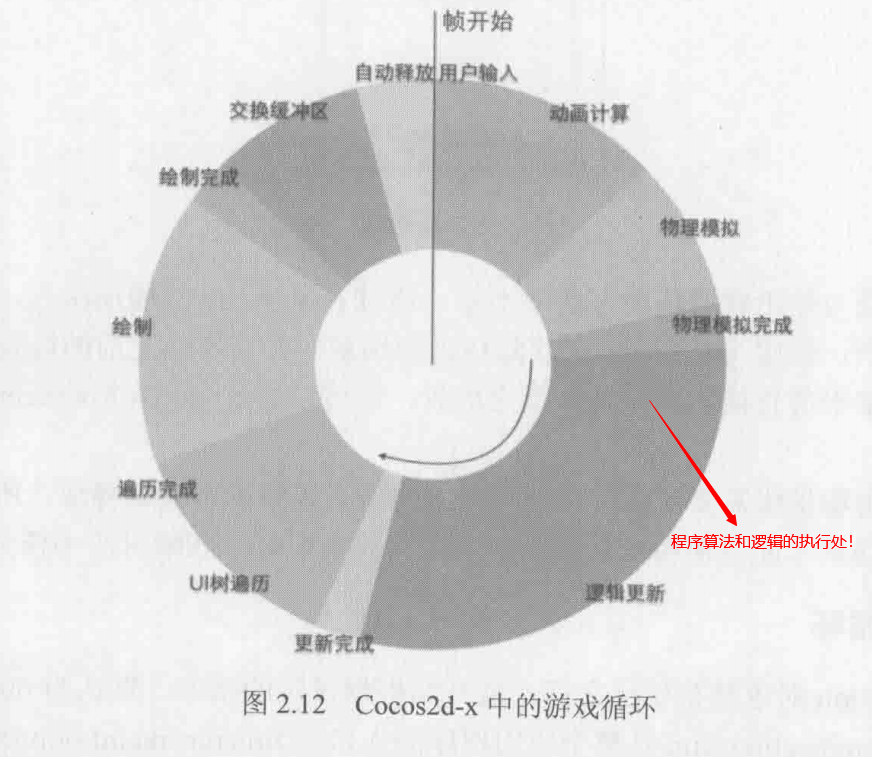 帧开始
自动释放 用户输入
交换缓冲区
动画计算
绘制完成
物理模拟
绘制
物理模拟完成
遍历完成
程序算法和逻辑的执行处！
UI树遍历
逻辑更新
更新完成
图 2.12 Cocos2d-x 中的游戏循环